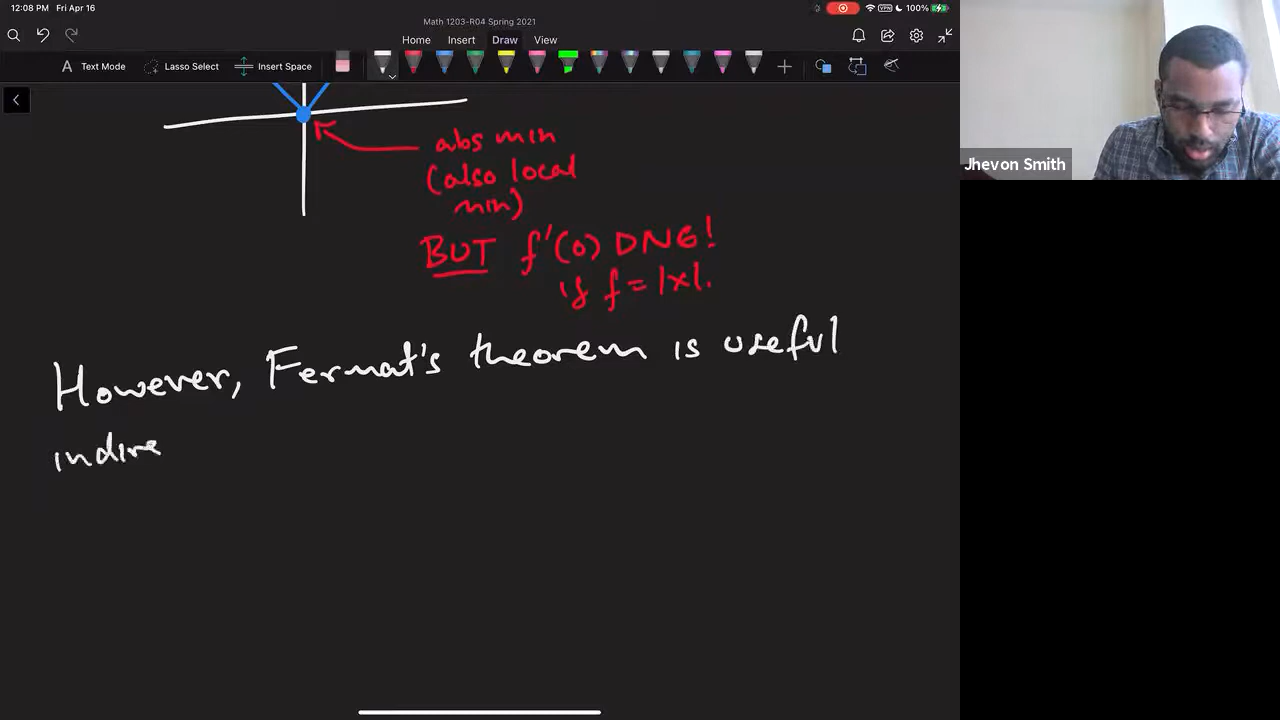 12:08 PM Fri Apr 16
VPN 100%
Math 1203-R04 Spring 2021
Home Insert Draw View
Text Mode Lasso Select Insert Space
abs min
(also local
min)
BUT f'(0) DNE!
if f = |x|.
However, Fermat's theorem is useful
indire
Jhevon Smith